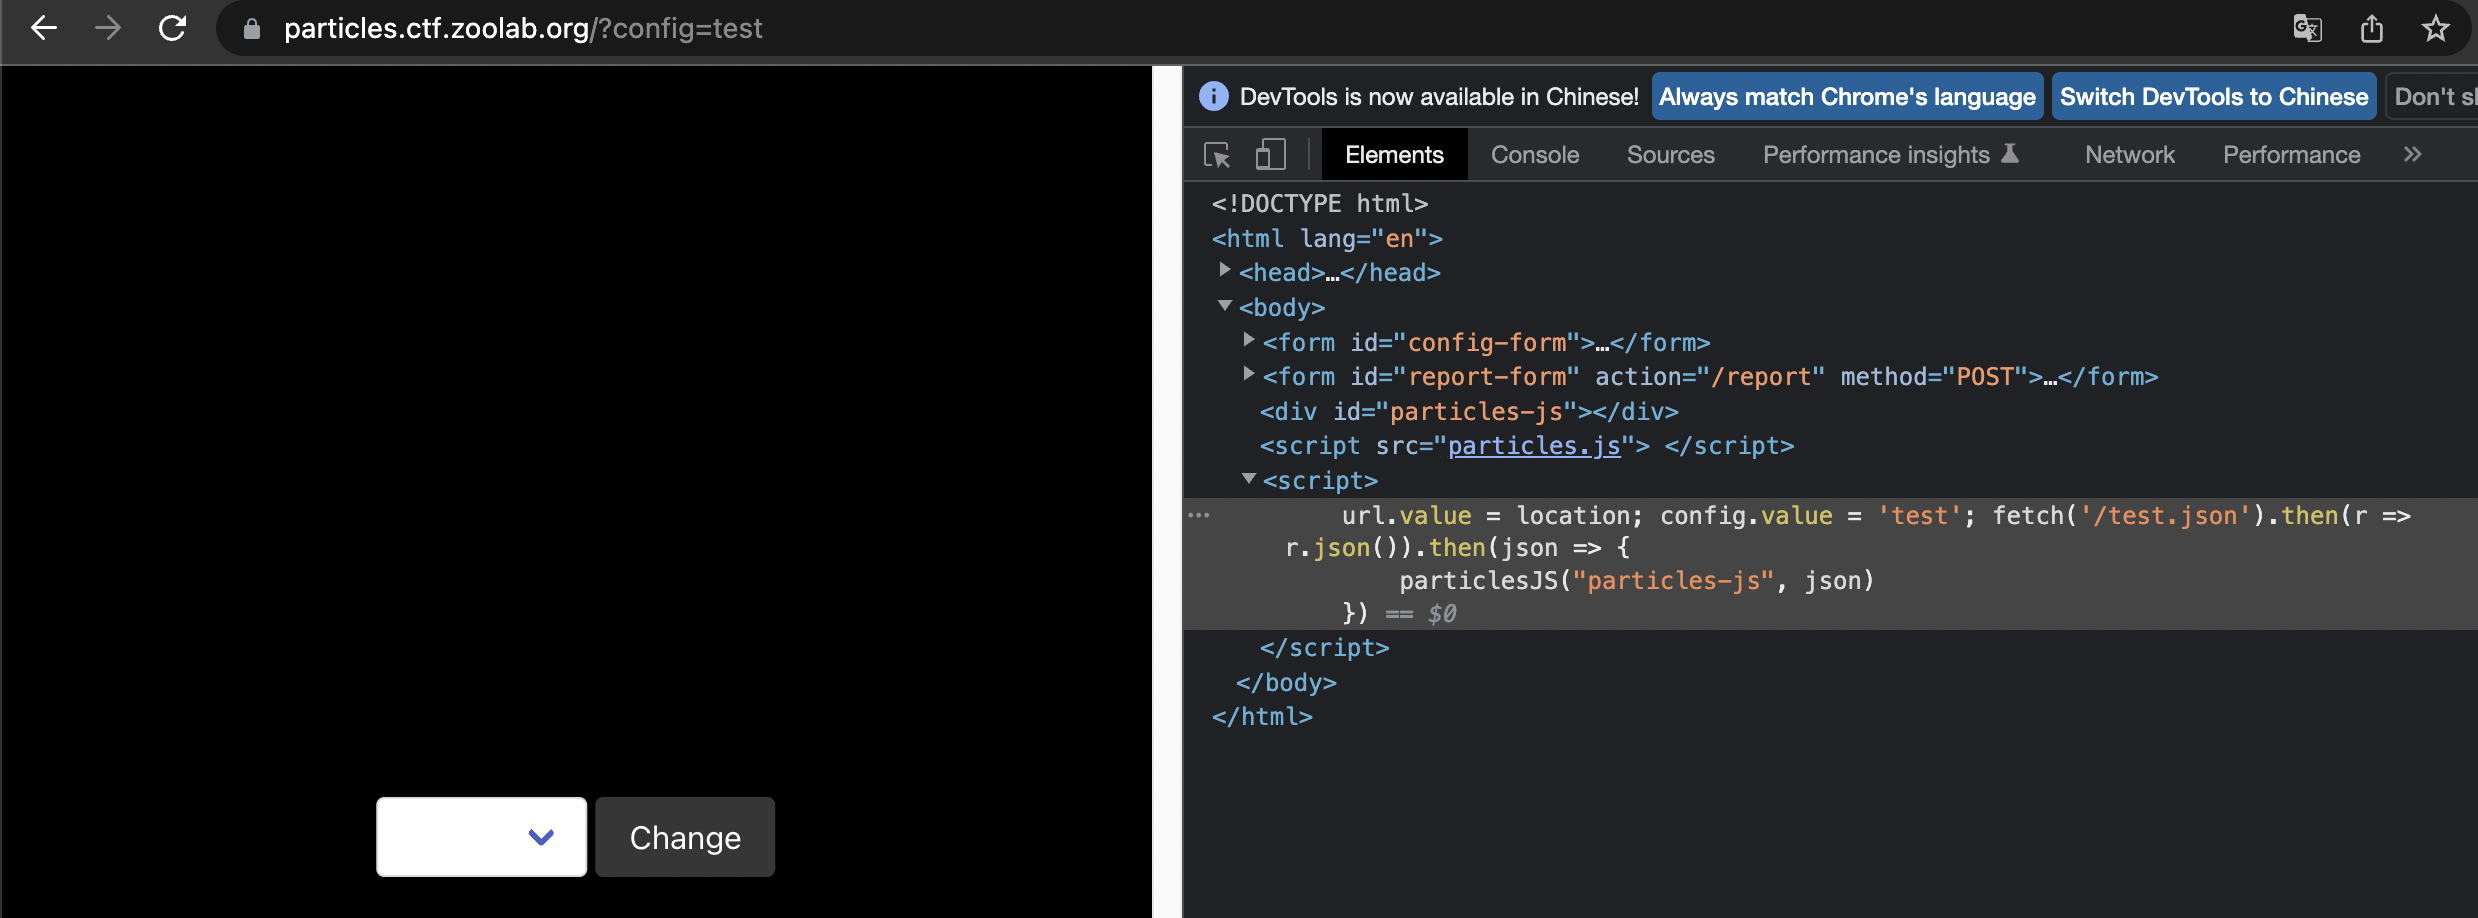 particles.ctf.zoolab.org/?config=test
DevTools is now available in Chinese! Always match Chrome's language Switch DevTools to Chinese Don't sl
Elements Console Sources Performance insights Network Performance »
<!DOCTYPE html>
<html lang="en">
<head>…</head>
<body>
<form id="config-form">…</form>
<form id="report-form" action="/report" method="POST">…</form>
<div id="particles-js"></div>
<script src="particles.js"> </script>
<script>
url.value = location; config.value = 'test'; fetch('/test.json').then(r =>
r.json()).then(json => {
particlesJS("particles-js", json)
}) == $0
</script>
</body>
</html>
Change